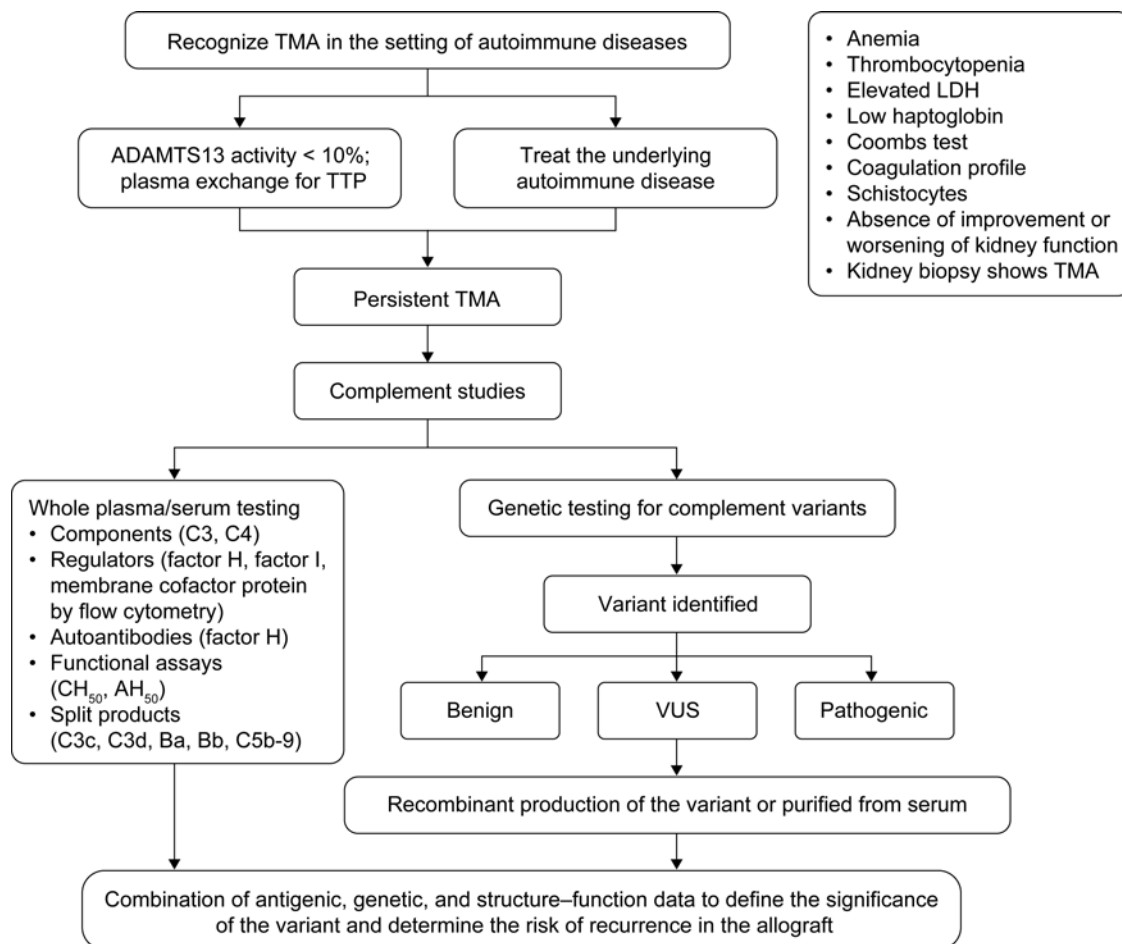 Recognize TMA in the setting of autoimmune diseases
ADAMTS13 activity < 10%;
plasma exchange for TTP
Treat the underlying
autoimmune disease
• Anemia
• Thrombocytopenia
• Elevated LDH
• Low haptoglobin
• Coombs test
• Coagulation profile
• Schistocytes
• Absence of improvement or
worsening of kidney function
• Kidney biopsy shows TMA
Persistent TMA
Complement studies
Whole plasma/serum testing
• Components (C3, C4)
• Regulators (factor H, factor I,
membrane cofactor protein
by flow cytometry)
• Autoantibodies (factor H)
• Functional assays
(CH₅₀, AH₅₀)
• Split products
(C3c, C3d, Ba, Bb, C5b-9)
Genetic testing for complement variants
Variant identified
Benign
VUS
Pathogenic
Recombinant production of the variant or purified from serum
Combination of antigenic, genetic, and structure–function data to define the significance
of the variant and determine the risk of recurrence in the allograft